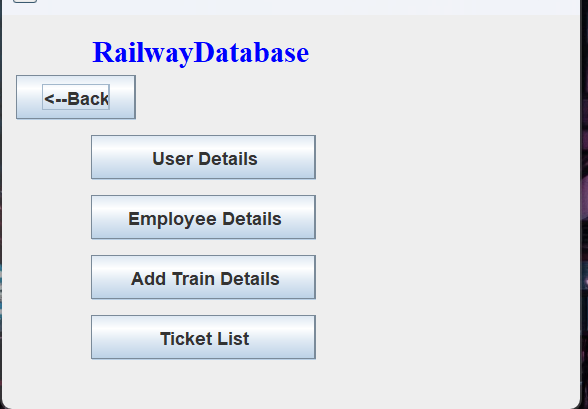 RailwayDatabase
<--Back
User Details
Employee Details
Add Train Details
Ticket List